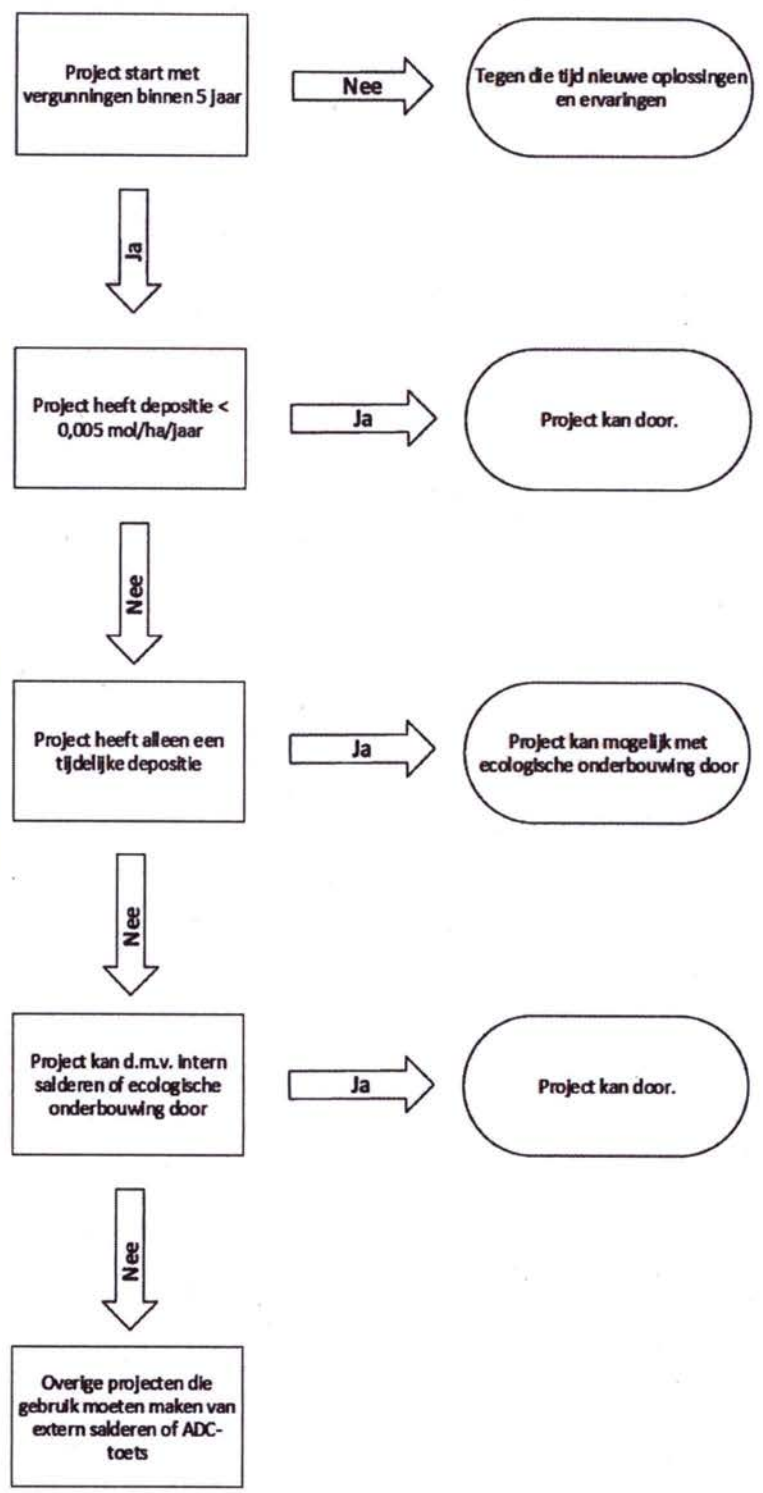 Project start met
vergunningen binnen 5 jaar
Nee
Tegen die tijd nieuwe oplossingen
en ervaringen
Ja
Project heeft depositie <
0,005 mol/ha/jaar
Ja
Project kan door.
Nee
Project heeft alleen een
tijdelijke depositie
Ja
Project kan mogelijk met
ecologische onderbouwing door
Nee
Project kan d.m.v. intern
salderen of ecologische
onderbouwing door
Ja
Project kan door.
Nee
Overige projecten die
gebruik moeten maken van
extern salderen of ADC-
toets